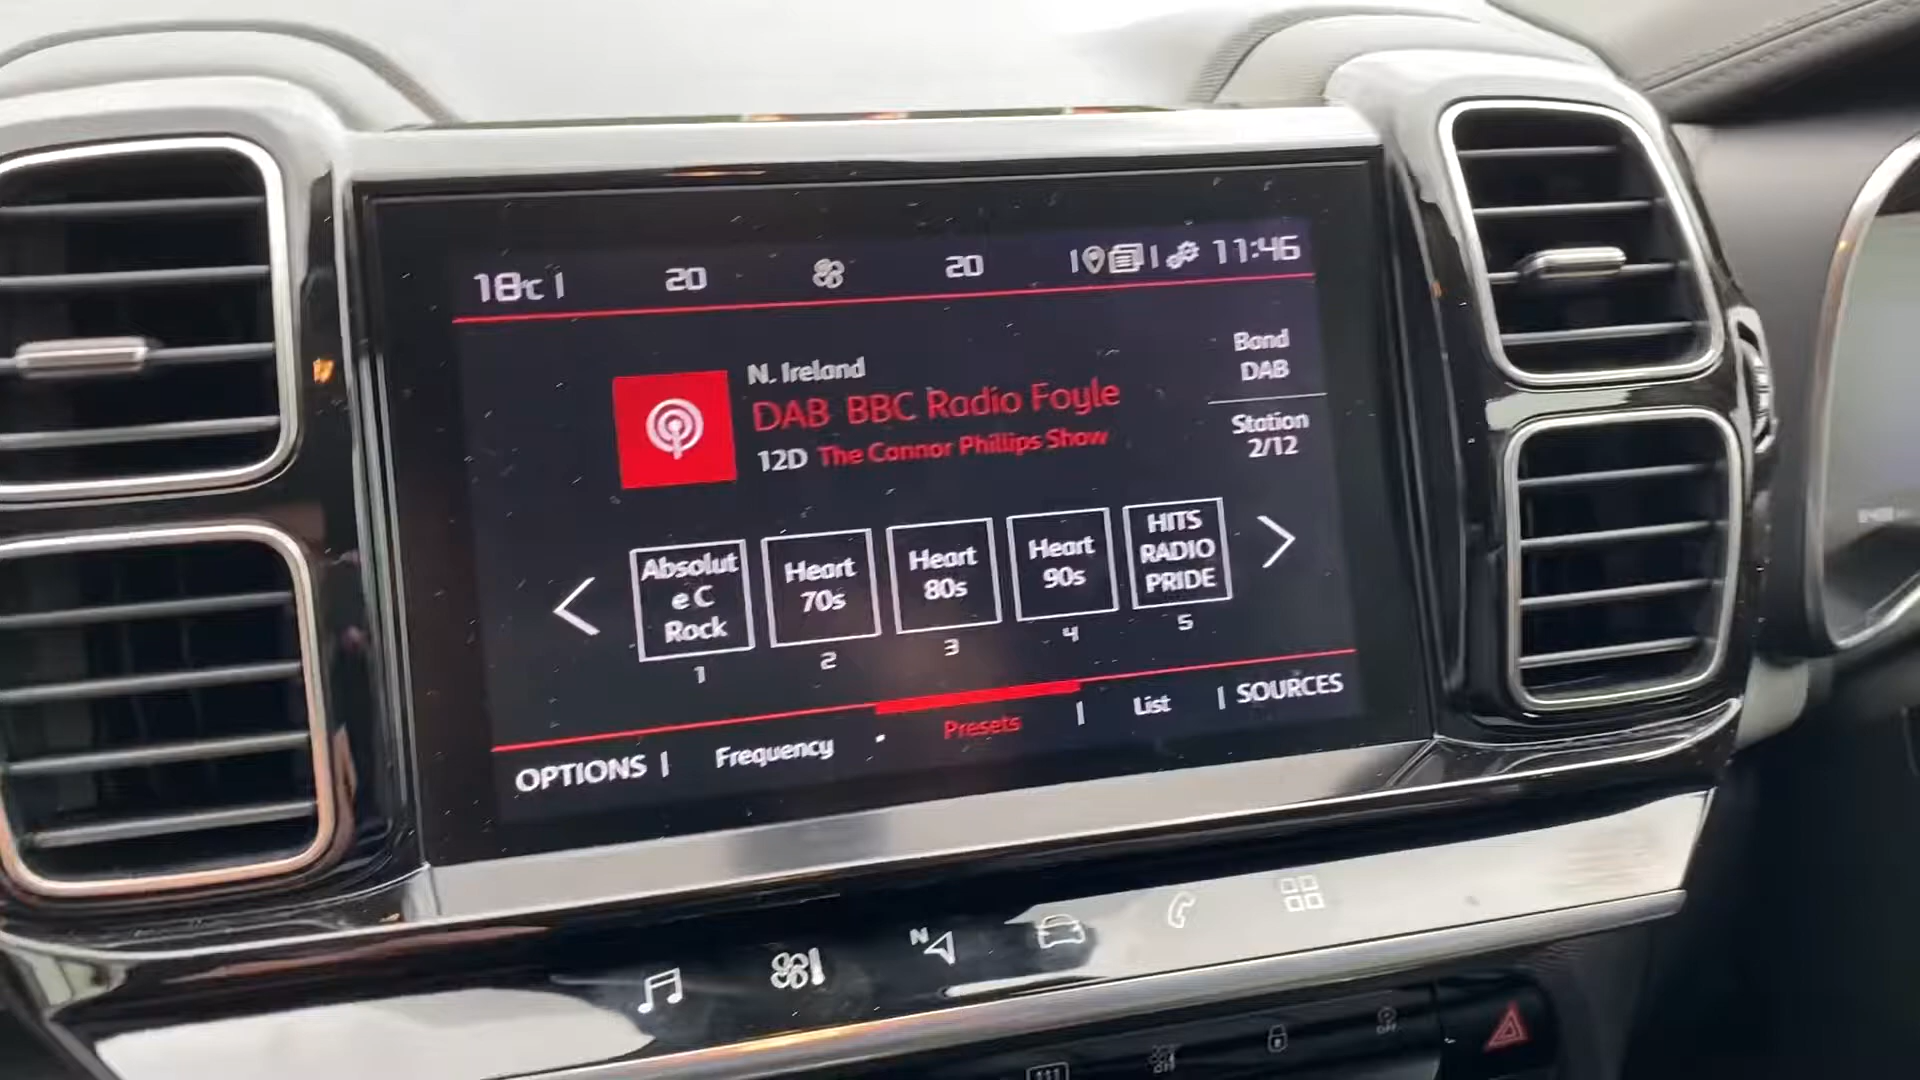 18°C
20
20
11:46
N. Ireland
DAB BBC Radio Foyle
12D The Connor Phillips Show
Band
DAB
Station
2/12
Absolut
e C
Rock
1
Heart
70s
2
Heart
80s
3
Heart
90s
4
HITS
RADIO
PRIDE
5
OPTIONS
Frequency
Presets
List
SOURCES
N